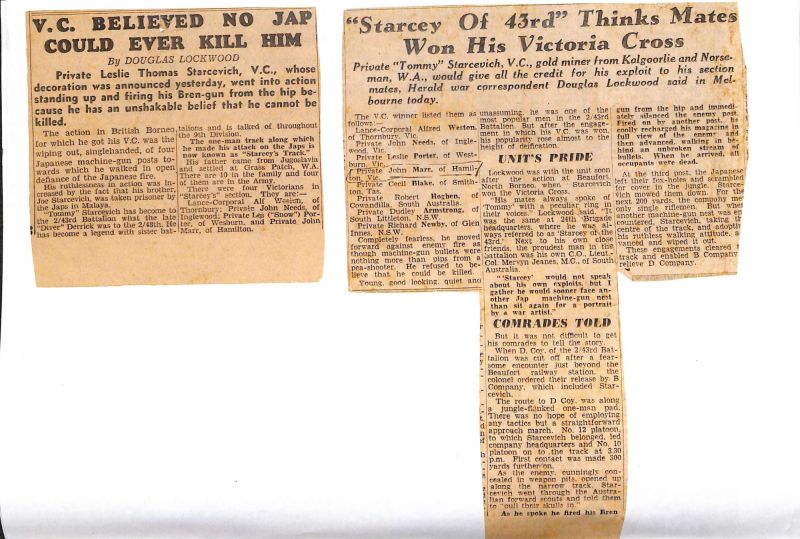 V.C. BELIEVED NO JAP
COULD EVER KILL HIM
By DOUGLAS LOCKWOOD
Private Leslie Thomas Starcevich, V.C., whose
decoration was announced yesterday, went into action
standing up and firing his Bren-gun from the hip be-
cause he has an unshakable belief that he cannot be
killed.
The action in British Borneo
for which he got his V.C. was the
wiping out, singlehanded, of four
Japanese machine-gun posts to-
wards which he walked in open
defiance of the Japanese fire.
His ruthlessness in action was in-
creased by the fact that his brother,
Joe Starcevich, was taken prisoner by
the Japs in Malaya.
"Tommy" Starcevich has become to
the 2/43rd Battalion what the late
"Diver" Derrick was to the 2/48th. He
has become a legend with sister bat-
talions and is talked of throughout
the 9th Division.
The one-man track along which
he made his attack on the Japs is
now known as "Starcey's Track."
His father came from Jugoslavia
and settled at Grass Patch, W.A.
There are 10 in the family and four
of them are in the Army.
There were four Victorians in
"Starcey's" section. They are:—
Lance-Corporal Alf Weston, of
Thornbury; Private John Needs, of
Inglewood; Private Les ("Snow") Por-
ter, of Wesburn, and Private John
Marr, of Hamilton.
"Starcey Of 43rd" Thinks Mates
Won His Victoria Cross
Private "Tommy" Starcevich, V.C., gold miner from Kalgoorlie and Norse-
man, W.A., would give all the credit for his exploit to his section
mates, Herald war correspondent Douglas Lockwood said in Mel-
bourne today.
The V.C. winner listed them as
follows:—
Lance-Corporal Alfred Weston,
of Thornbury, Vic.
Private John Needs, of Ingle-
wood, Vic.
Private Leslie Porter, of West-
burn, Vic.
Private John Marr, of Hamil-
ton, Vic.
Private Cecil Blake, of Smith-
ton, Tas.
Private Robert Hogben,
Cowandilla, South Australia.
Private Dudley Armstrong, of
South Littleton, N.S.W.
Private Richard Newby, of Glen
Innes, N.S.W.
Completely fearless, he moved
forward against enemy fire as
though machine-gun bullets were
nothing more than pips from a
pea-shooter. He refused to be-
lieve that he could be killed.
Young, good looking, quiet and
unassuming, he was one of the
most popular men in the 2/43rd
Battalion. But after the engage-
ment in which his V.C. was won,
his popularity rose almost to the
height of deification.
UNIT'S PRIDE
Lockwood was with the unit soon
after the action at Beaufort,
North Borneo, when Starcevich
won the Victoria Cross.
"His mates always spoke of
'Tommy' with a peculiar ring in
their voices," Lockwood said. "It
was the same at 24th Brigade
headquarters, where he was al-
ways referred to as 'Starcey of the
43rd.' Next to his own close
friends, the proudest man in the
battalion was his own C.O., Lieut-
Col. Mervyn Jeanes, M.C., of South
Australia.
"'Starcey' would not speak
about his own exploits, but I
gather he would sooner face an-
other Jap machine-gun nest
than sit again for a portrait
by a war artist."
COMRADES TOLD
But it was not difficult to get
his comrades to tell the story.
When D. Coy. of the 2/43rd Bat-
talion was cut off after a fear-
some encounter just beyond the
Beaufort railway station, the
colonel ordered their release by B
Company, which included Star-
cevich.
The route to D Coy. was along
a jungle-flanked one-man pad.
There was no hope of employing
any tactics but a straightforward
approach march. No. 12 platoon,
to which Starcevich belonged, led
company headquarters and No. 10
platoon on to the track at 3.30
p.m. First contact was made 300
yards further on.
As the enemy, cunningly con-
cealed in weapon pits, opened up
along the narrow track, Star-
cevich went through the Austra-
lian forward scouts and told them
to "pull their skulls in."
As he spoke he fired his Bren
gun from the hip and immedi-
ately silenced the enemy post.
Fired on by another post, he
coolly recharged his magazine in
full view of the enemy and
then advanced, walking in be-
hind an unbroken stream of
bullets. When he arrived, all
occupants were dead.
At the third post, the Japanese
left their fox-holes and scrambled
for cover in the jungle. Starce-
vich mowed them down. For the
next 200 yards, the company met
only single riflemen. But when
another machine-gun nest was en-
countered, Starcevich, taking the
centre of the track, and adopting
his ruthless walking attitude, ad-
vanced and wiped it out.
These engagements cleared
track and enabled B Company
relieve D Company.